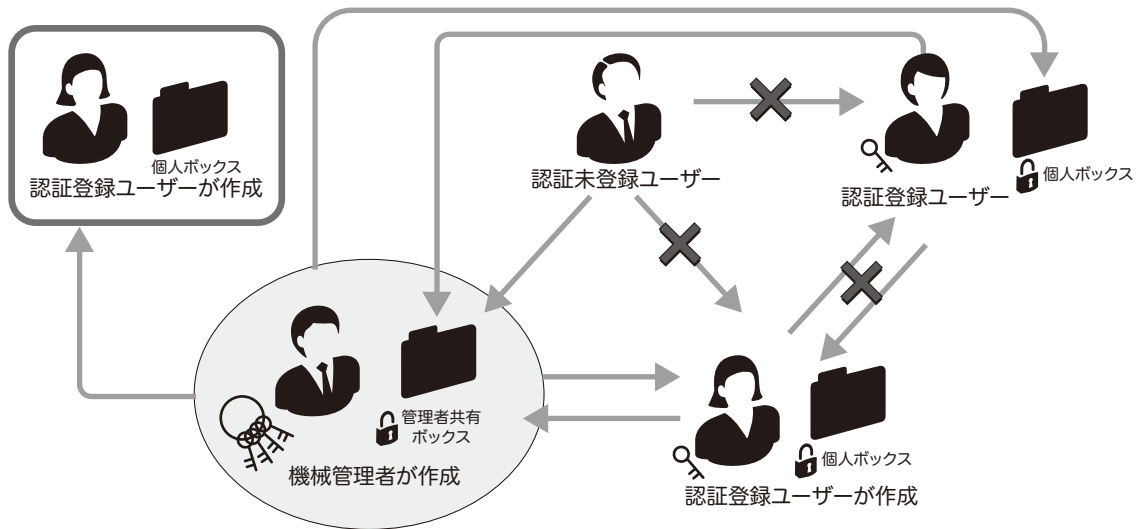 個人ボックス
認証登録ユーザーが作成
認証未登録ユーザー
認証登録ユーザー
個人ボックス
管理者共有
ボックス
機械管理者が作成
個人ボックス
認証登録ユーザーが作成